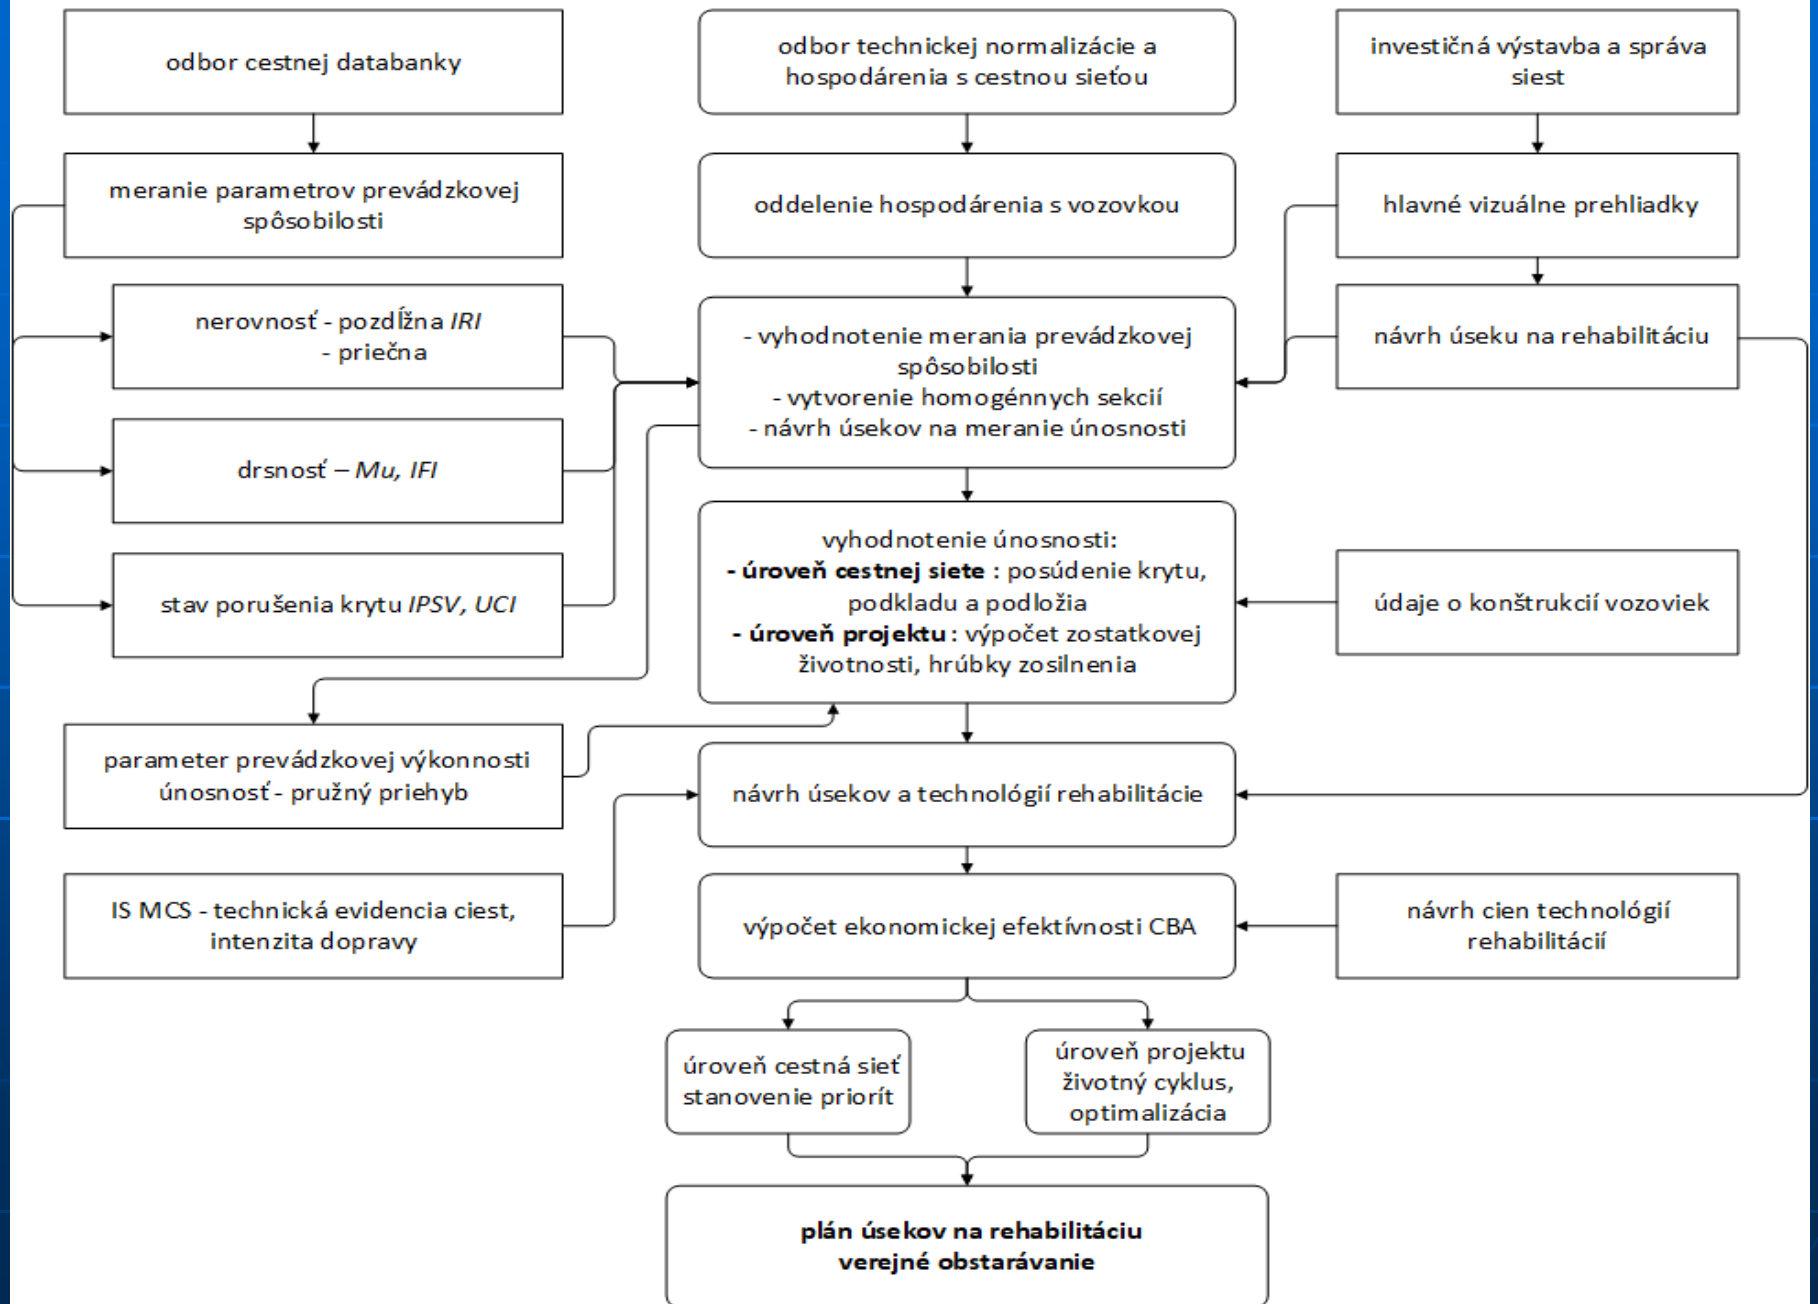 odbor cestnej databanky
odbor technickej normalizácie a
hospodárenia s cestnou sieťou
investičná výstavba a správa
siest
meranie parametrov prevádzkovej
spôsobilosti
oddelenie hospodárenia s vozovkou
hlavné vizuálne prehliadky
nerovnosť - pozdĺžna IRI
- priečna
- vyhodnotenie merania prevádzkovej
spôsobilosti
- vytvorenie homogénnych sekcií
- návrh úsekov na meranie únosnosti
návrh úseku na rehabilitáciu
drsnosť – Mu, IFI
stav porušenia krytu IPSV, UCI
vyhodnotenie únosnosti:
- úroveň cestnej siete : posúdenie krytu,
podkladu a podložia
- úroveň projektu : výpočet zostatkovej
životnosti, hrúbky zosilnenia
údaje o konštrukcií vozoviek
parameter prevádzkovej výkonnosti
únosnosť - pružný priehyb
návrh úsekov a technológií rehabilitácie
IS MCS - technická evidencia ciest,
intenzita dopravy
výpočet ekonomickej efektívnosti CBA
návrh cien technológií
rehabilitácií
úroveň cestná sieť
stanovenie priorít
úroveň projektu
životný cyklus,
optimalizácia
plán úsekov na rehabilitáciu
verejné obstarávanie